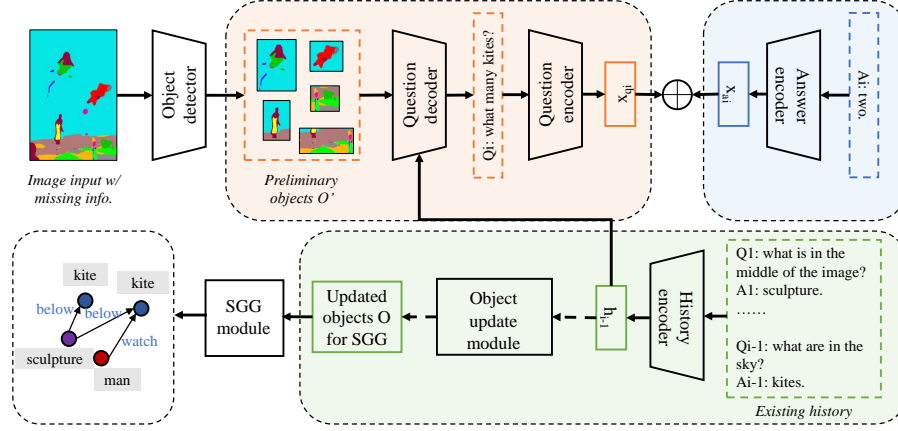 Image input w/
missing info.
Object
detector
Preliminary
objects O'
Question
decoder
Qi: what many kites?
Question
encoder
x_qi
x_ai
Answer
encoder
Ai: two.
kite
kite
below
below
watch
sculpture
man
SGG
module
Updated
objects O
for SGG
Object
update
module
h_i-1
History
encoder
Q1: what is in the
middle of the image?
A1: sculpture.
……
Qi-1: what are in the
sky?
Ai-1: kites.
Existing history